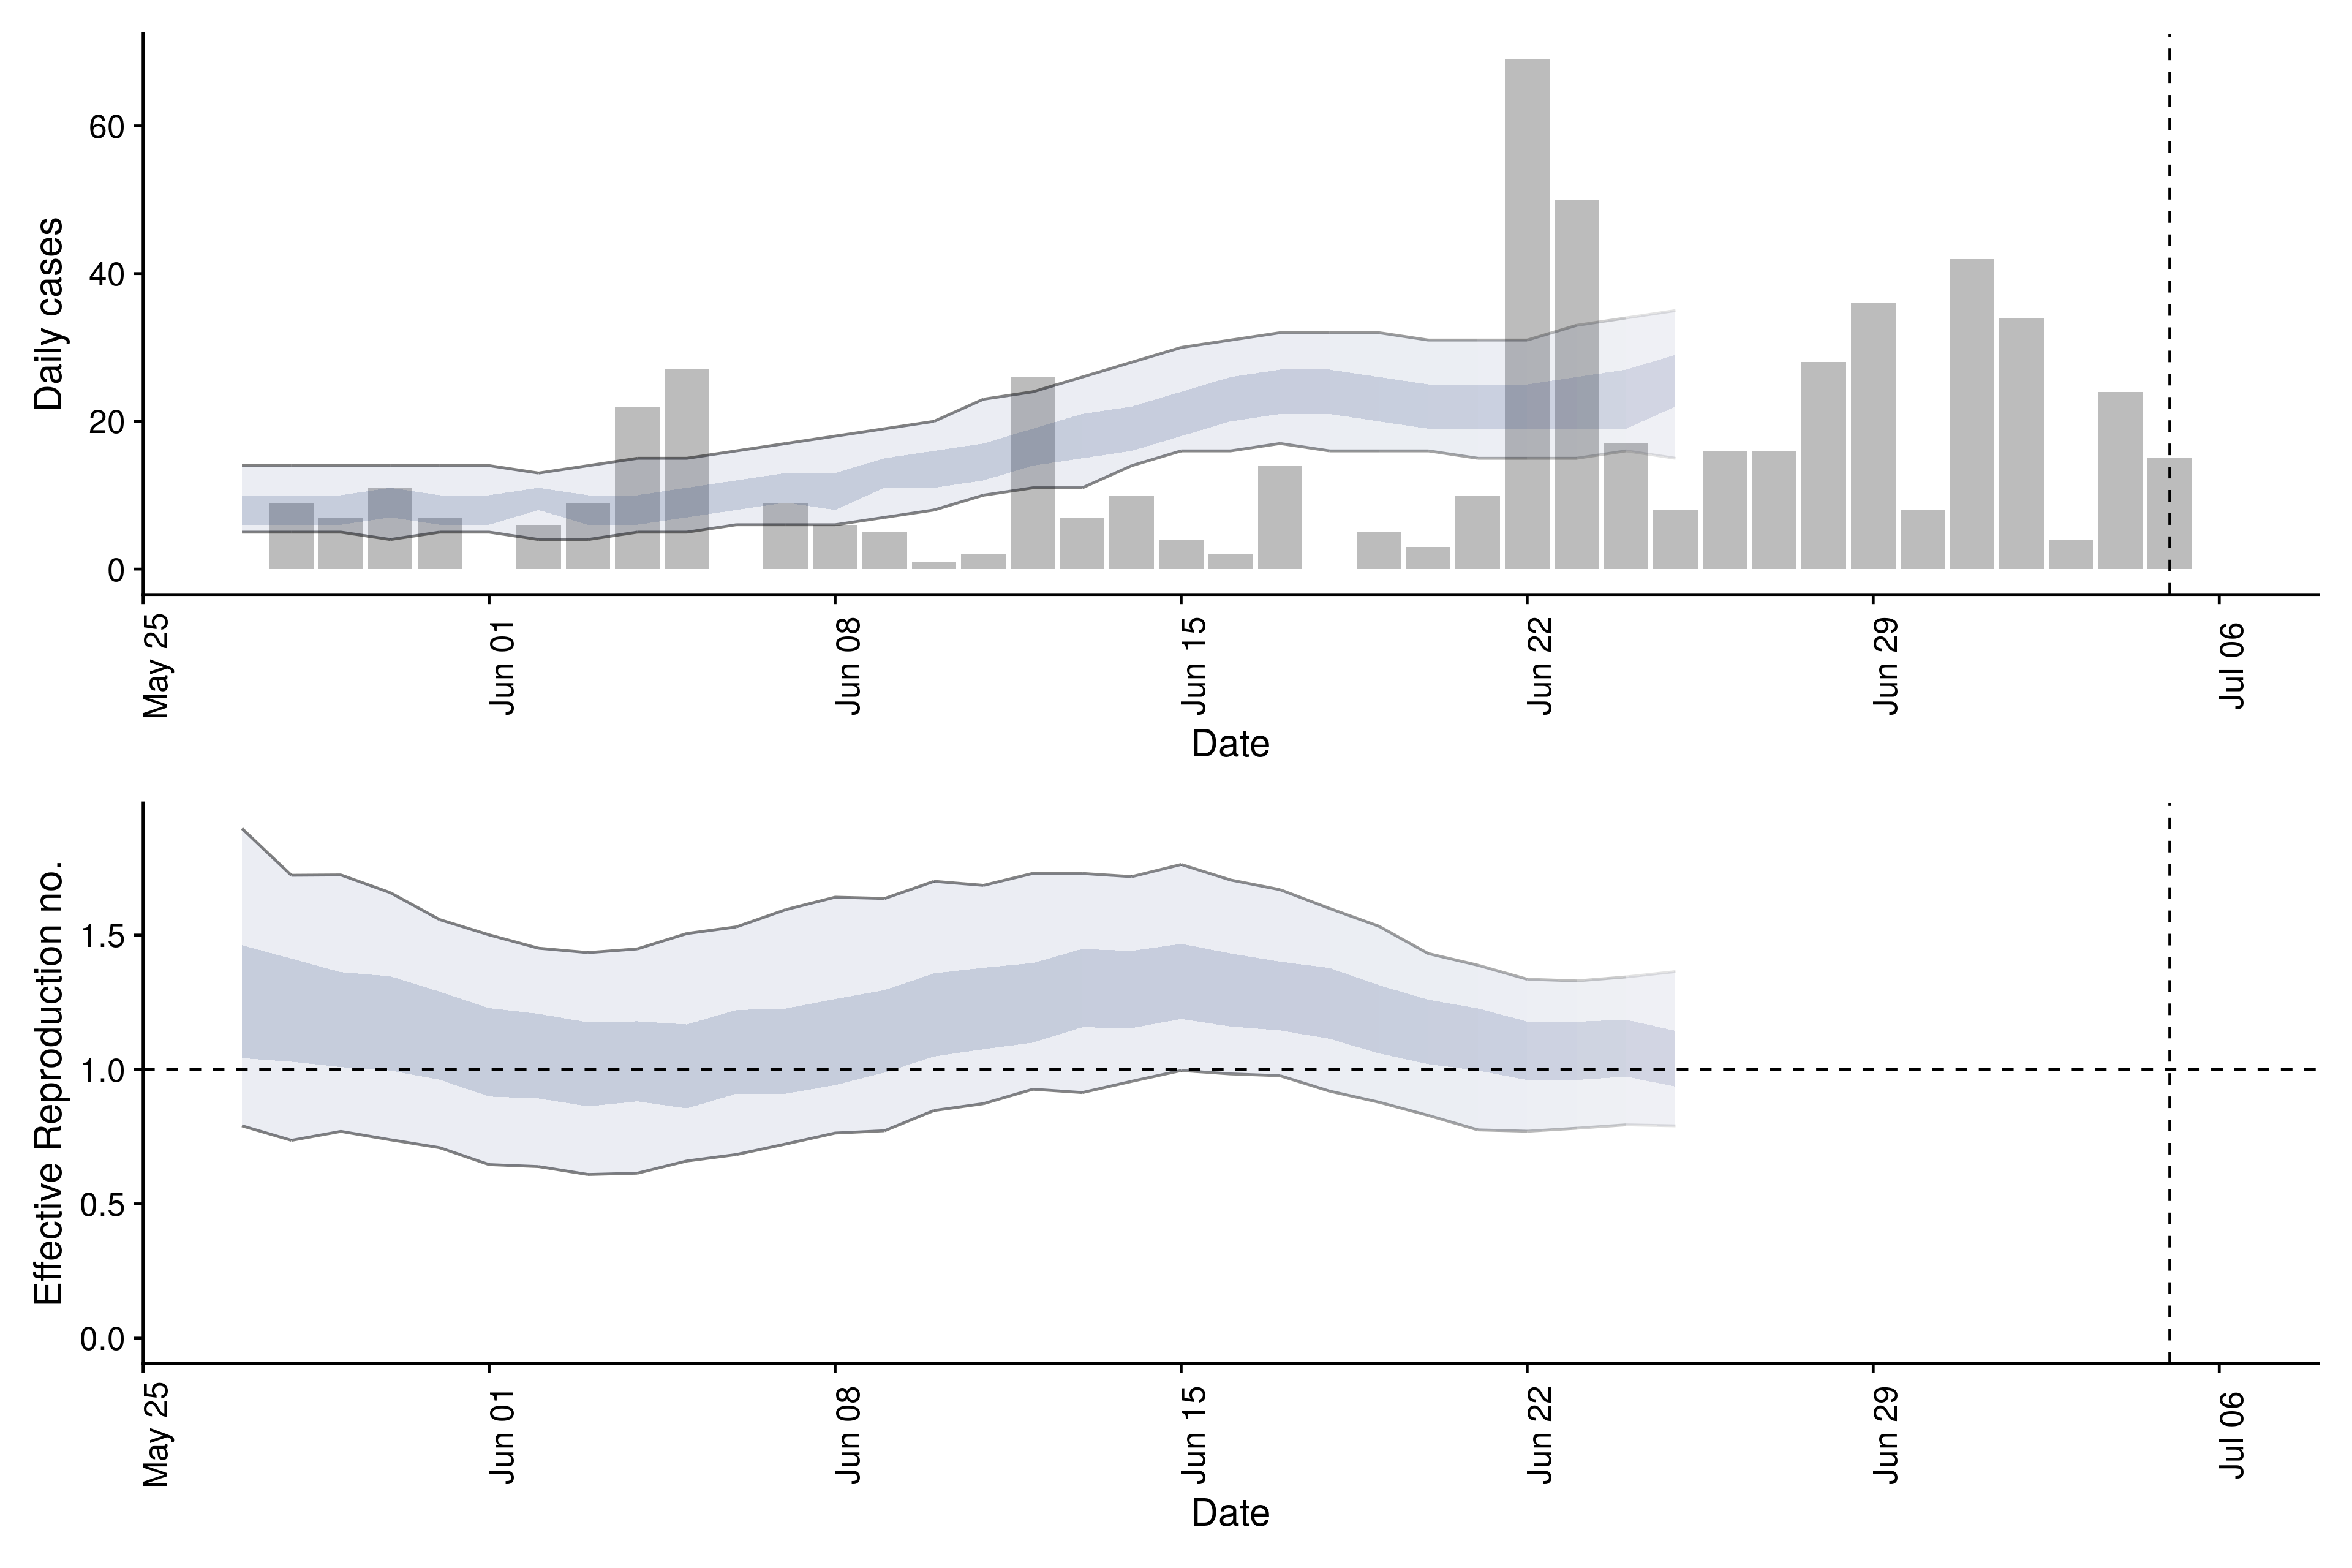 Daily cases
60
40
20
0
May 25
Jun 01
Jun 08
Jun 15
Jun 22
Jun 29
Jul 06
Date
Effective Reproduction no.
1.5
1.0
0.5
0.0
May 25
Jun 01
Jun 08
Jun 15
Jun 22
Jun 29
Jul 06
Date